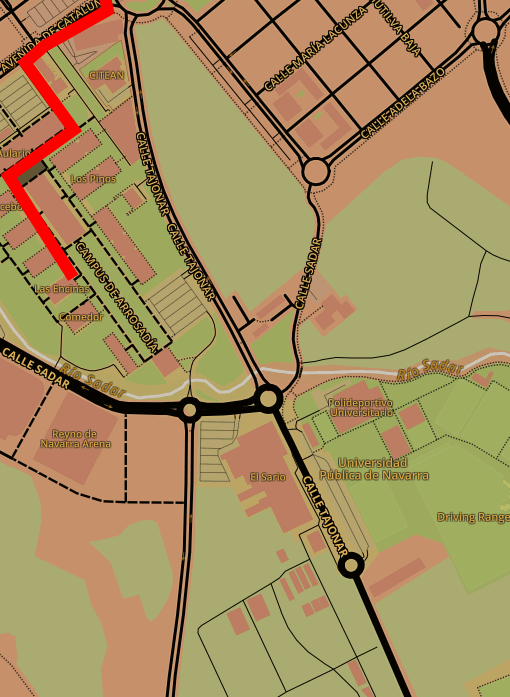 AVENIDA DE CATALUÑ
CALLE MARÍA LACUNZA
UTILVA BAJA
CITEAN
CALLE ADELA BAZO
Aulario
CALLE TAJONAR
Los Pinos
CALLE TAJONAR
CALLE SADAR
CAMPUS DE ARROSADÍA
Las Encinas
Comedor
CALLE SADAR
Río Sadar
Río Sadar
Polideportivo
Universitario
Reyno de
Navarra Arena
Universidad
Pública de Navarra
El Sario
CALLE TAJONAR
Driving Range